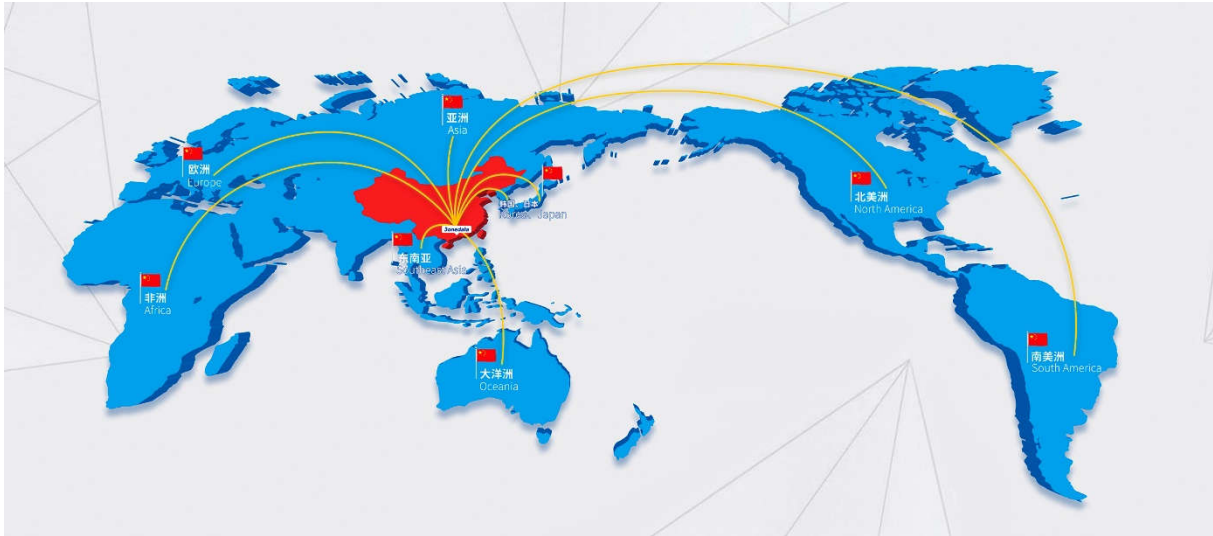 亚洲
Asia
欧洲
Europe
韩国、日本
Korea、Japan
北美洲
North America
Janedala
东南亚
Southeast Asia
非洲
Africa
南美洲
South America
大洋洲
Oceania